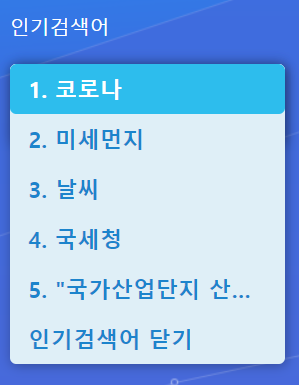 인기검색어
1. 코로나
2. 미세먼지
3. 날씨
4. 국세청
5. "국가산업단지 산...
인기검색어 닫기